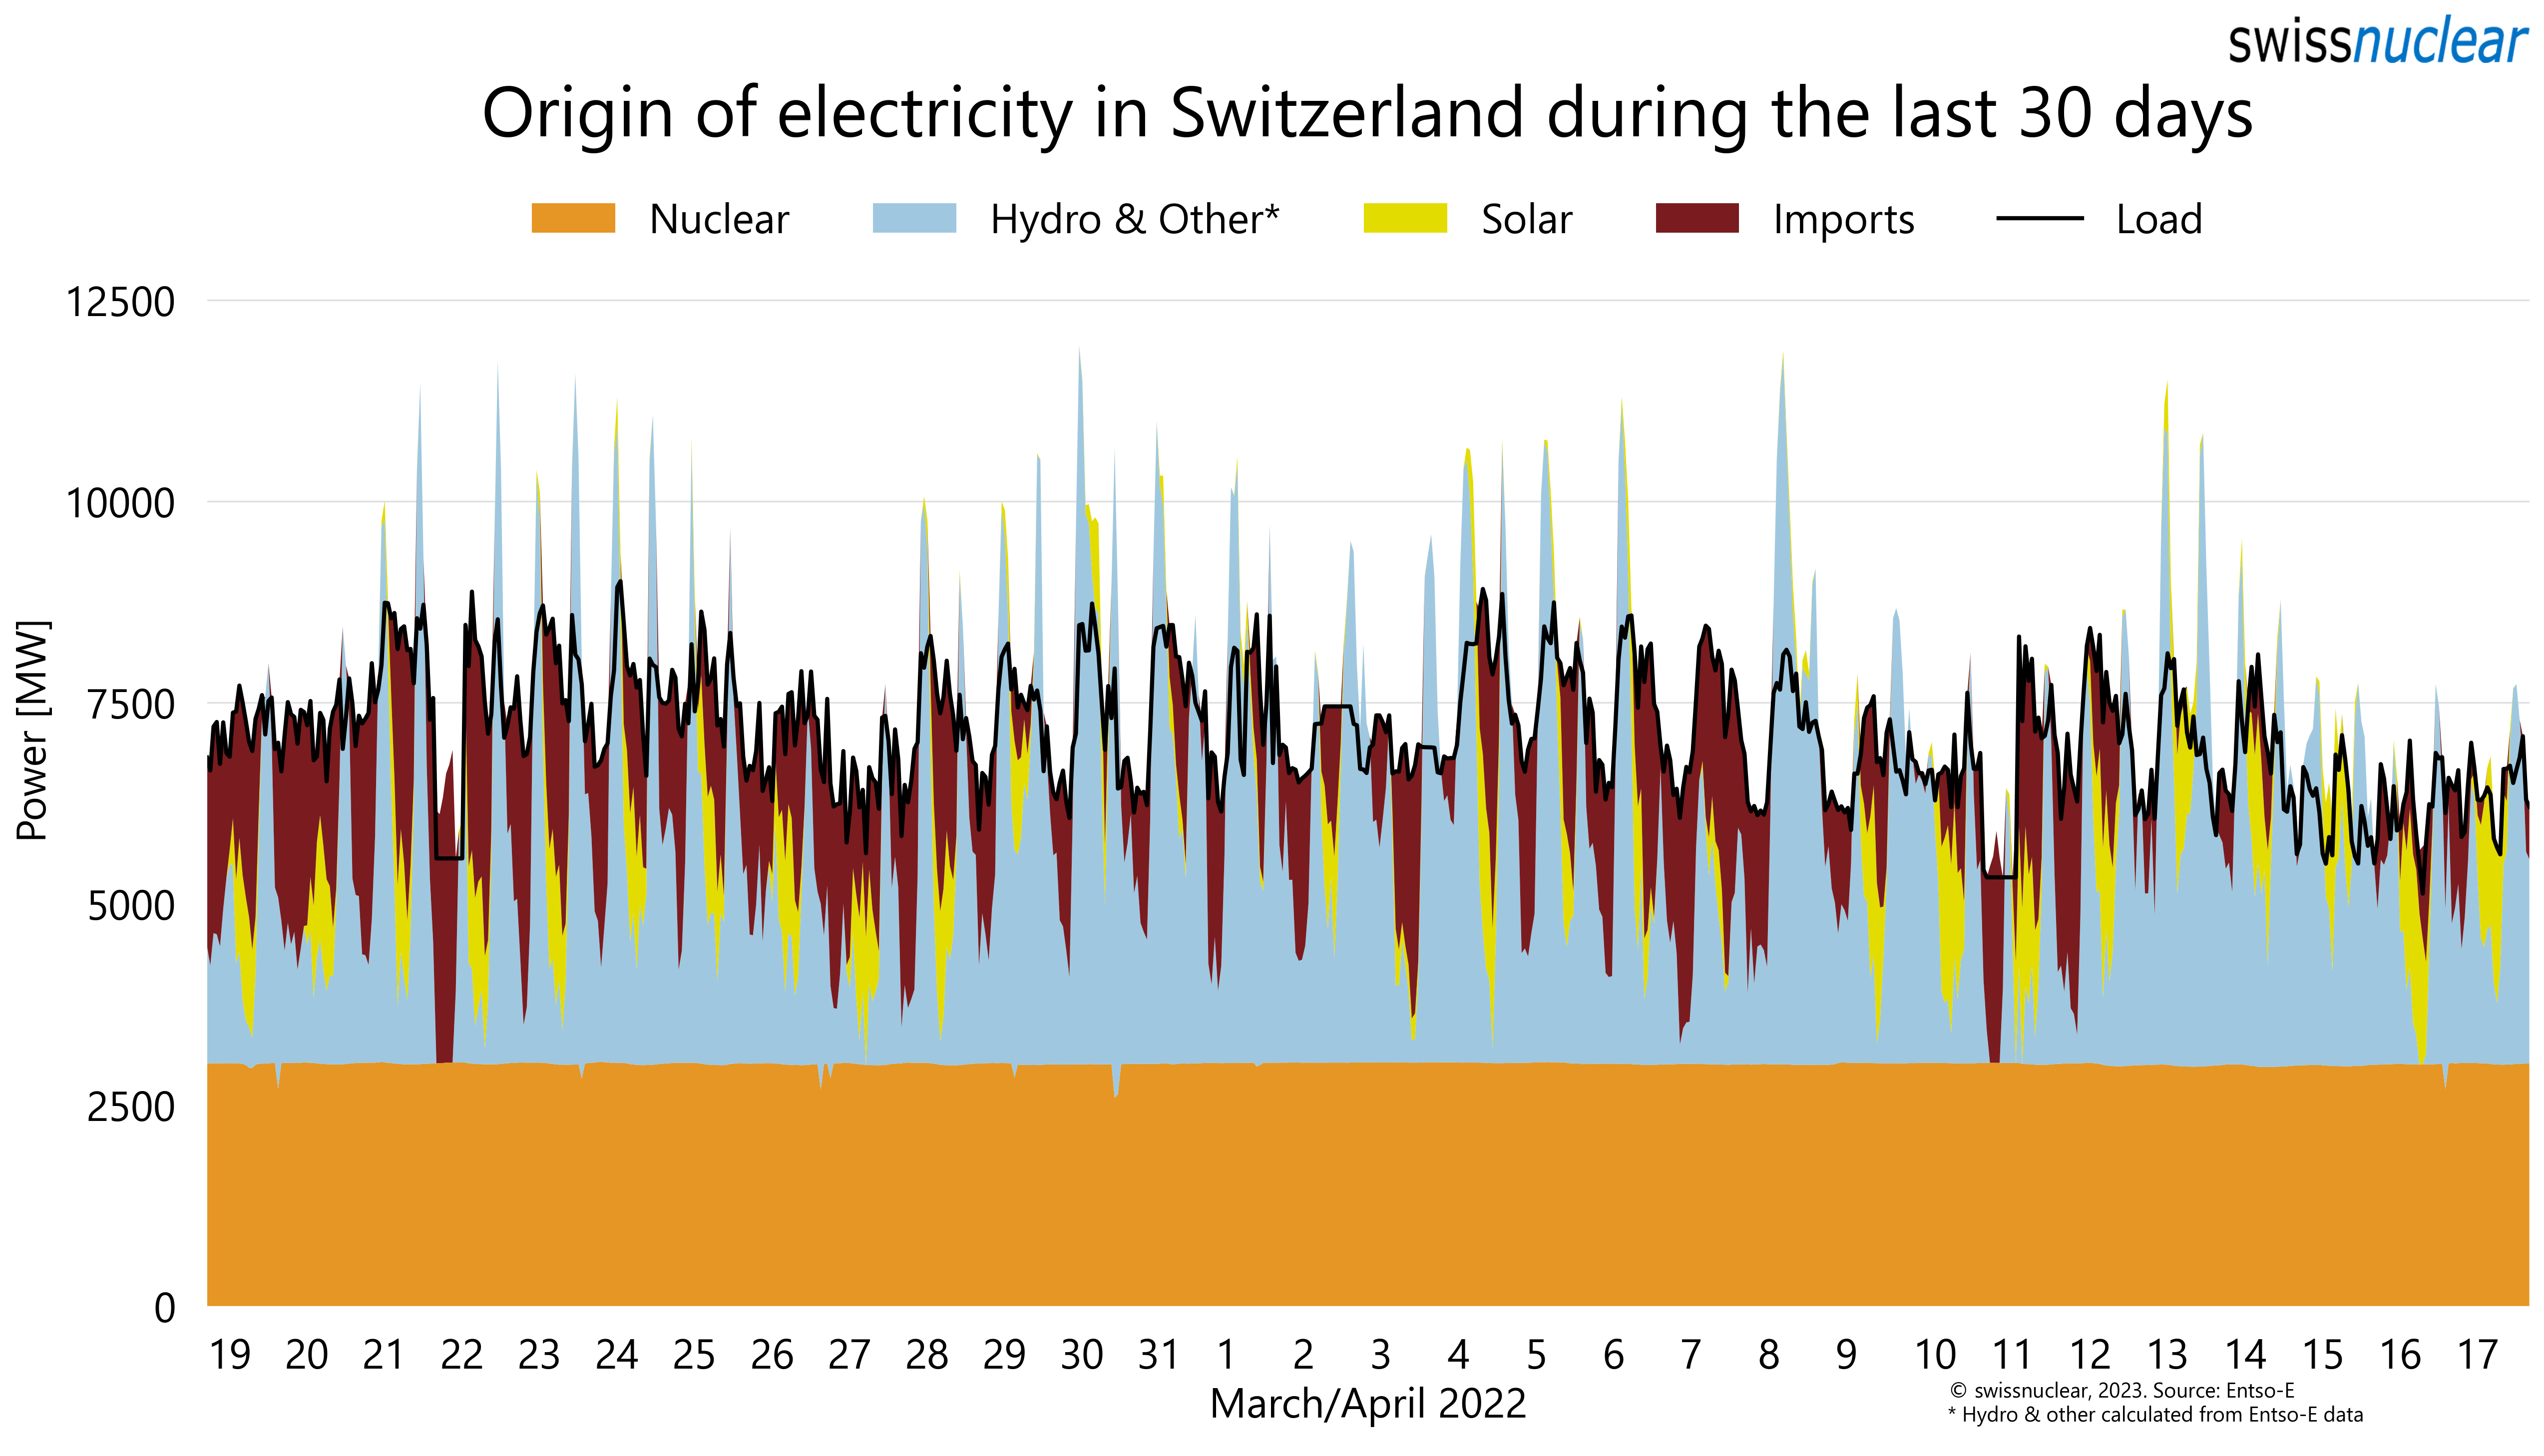 swissnuclear
Origin of electricity in Switzerland during the last 30 days
Nuclear Hydro & Other* Solar Imports Load
12500
10000
7500
5000
2500
0
Power [MW]
19 20 21 22 23 24 25 26 27 28 29 30 31 1 2 3 4 5 6 7 8 9 10 11 12 13 14 15 16 17
March/April 2022
© swissnuclear, 2023. Source: Entso-E
* Hydro & other calculated from Entso-E data